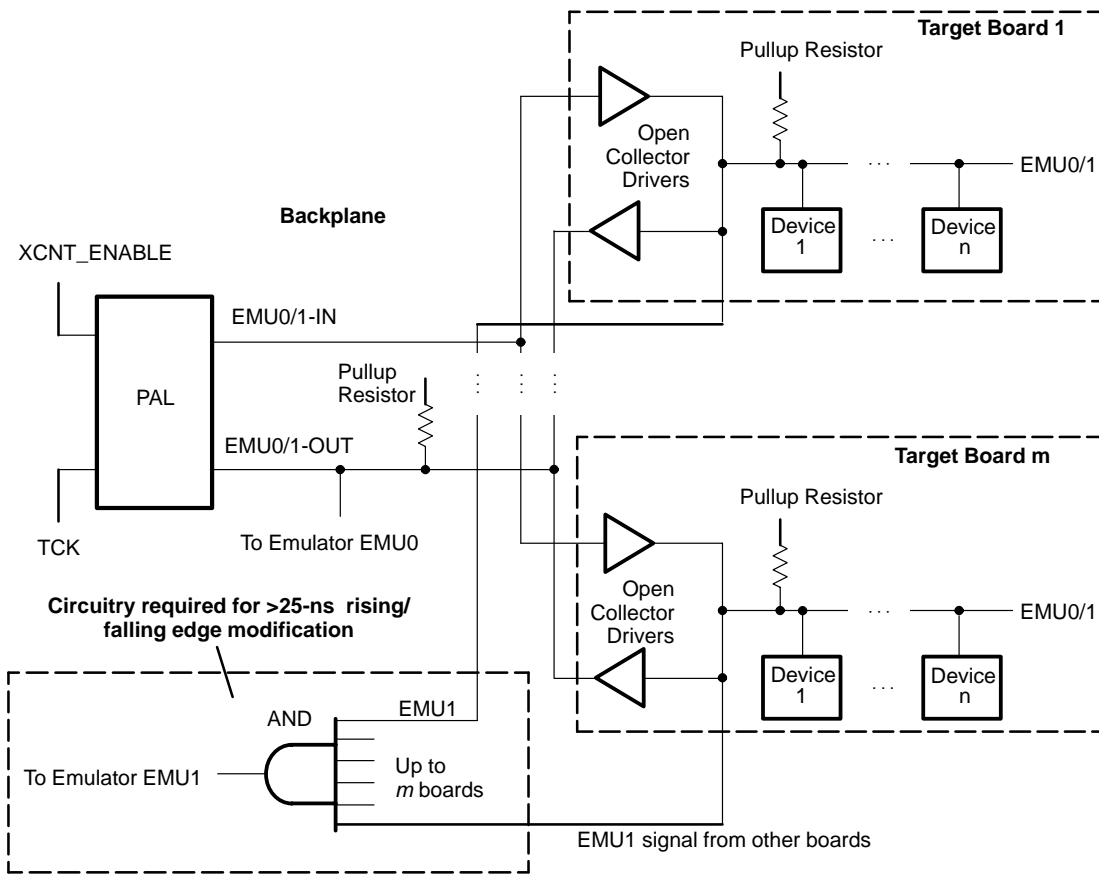 Target Board 1
Pullup Resistor
Open
Collector
Drivers
. . .
EMU0/1
Device
1
. . .
Device
n
Backplane
XCNT_ENABLE
EMU0/1-IN
PAL
Pullup
Resistor
. . .
. . .
. . .
EMU0/1-OUT
TCK
To Emulator EMU0
Target Board m
Pullup Resistor
Open
Collector
Drivers
. . .
EMU0/1
Device
1
. . .
Device
n
Circuitry required for >25-ns rising/
falling edge modification
AND
EMU1
To Emulator EMU1
Up to
m boards
EMU1 signal from other boards